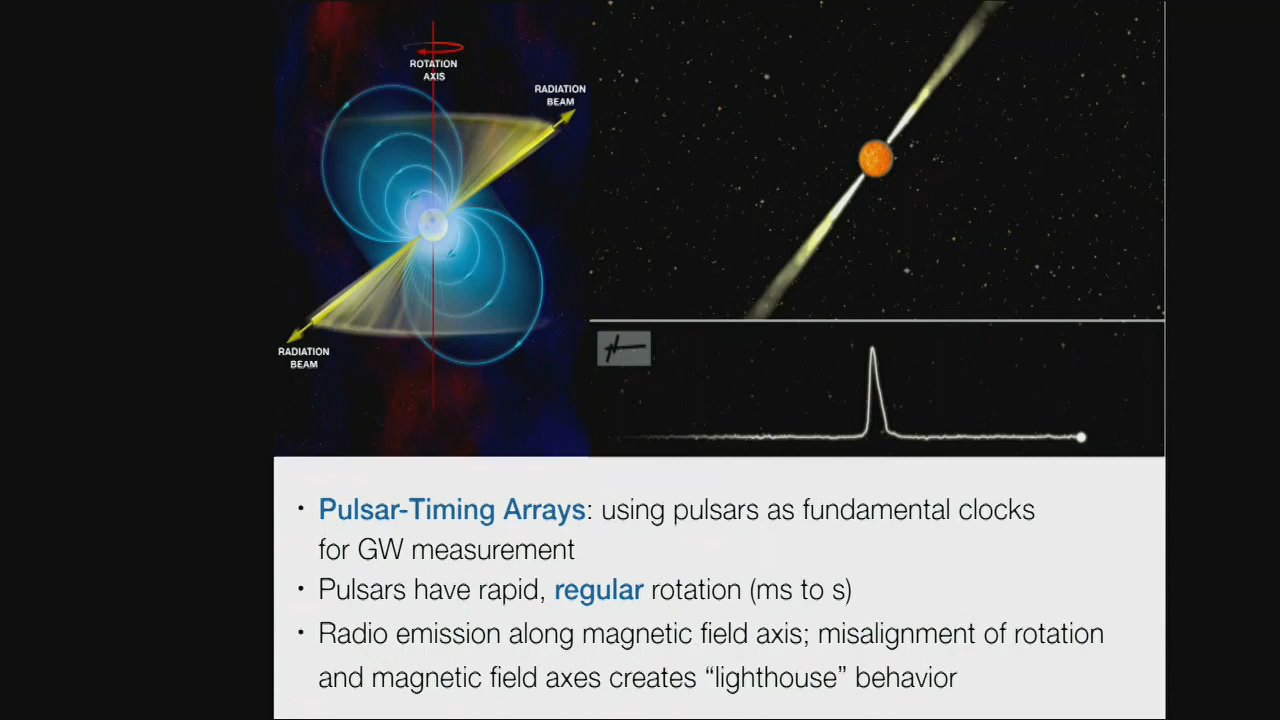 ROTATION
AXIS
RADIATION
BEAM
RADIATION
BEAM
• Pulsar-Timing Arrays: using pulsars as fundamental clocks
for GW measurement
• Pulsars have rapid, regular rotation (ms to s)
• Radio emission along magnetic field axis; misalignment of rotation
and magnetic field axes creates “lighthouse” behavior